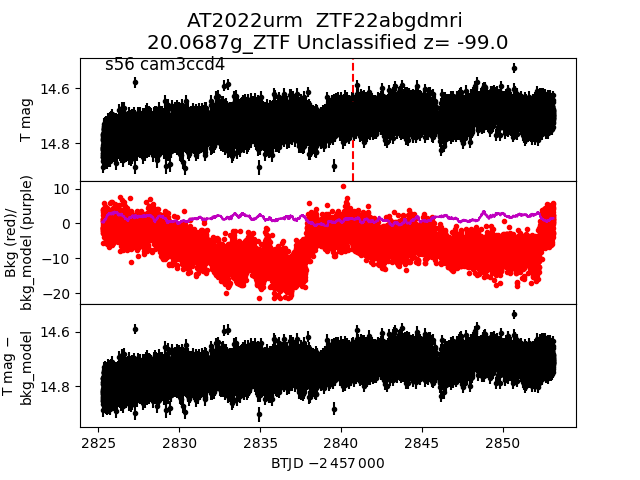 AT2022urm  ZTF22abgdmri
20.0687g_ZTF Unclassified z= -99.0
s56 cam3ccd4
14.6
14.8
T mag
10
0
−10
−20
Bkg (red)/
bkg_model (purple)
14.6
14.8
T mag −
bkg_model
2825
2830
2835
2840
2845
2850
BTJD −2 457 000